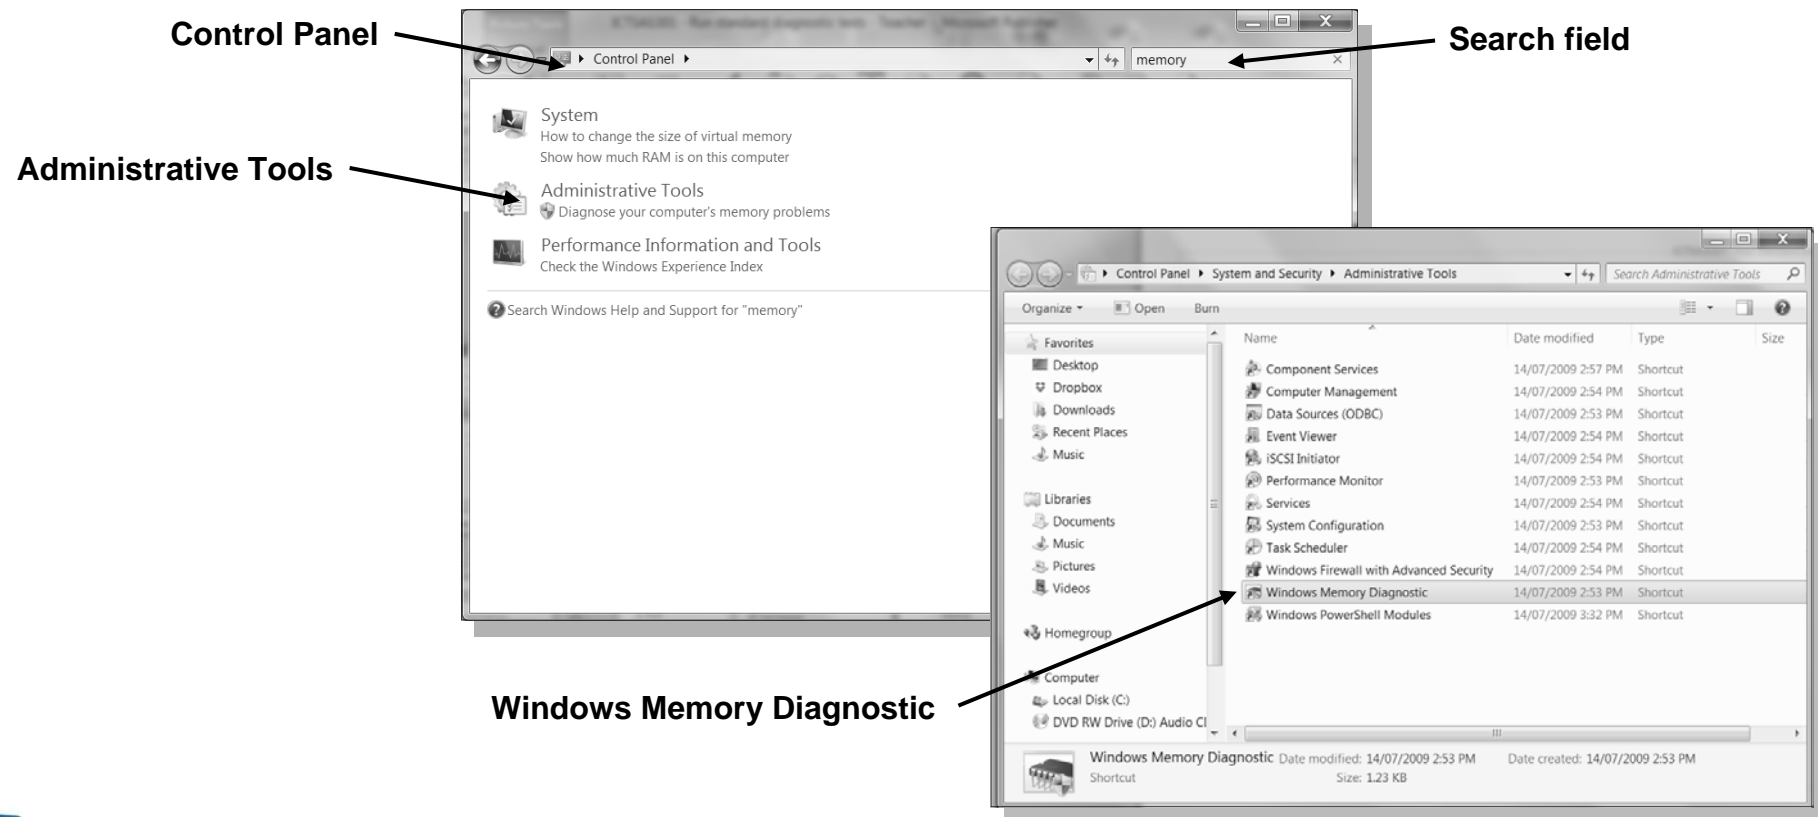 Control Panel
Search field
Administrative Tools
Windows Memory Diagnostic
Control Panel
memory
System
How to change the size of virtual memory
Show how much RAM is on this computer
Administrative Tools
Diagnose your computer's memory problems
Performance Information and Tools
Check the Windows Experience Index
Search Windows Help and Support for "memory"
Control Panel System and Security Administrative Tools
Search Administrative Tools
Organize Open Burn
Favorites
Desktop
Dropbox
Downloads
Recent Places
Music
Libraries
Documents
Music
Pictures
Videos
Homegroup
Computer
Local Disk (C:)
DVD RW Drive (D:) Audio
Name Date modified Type Size
Component Services 14/07/2009 2:57 PM Shortcut
Computer Management 14/07/2009 2:54 PM Shortcut
Data Sources (ODBC) 14/07/2009 2:53 PM Shortcut
Event Viewer 14/07/2009 2:54 PM Shortcut
iSCSI Initiator 14/07/2009 2:54 PM Shortcut
Performance Monitor 14/07/2009 2:53 PM Shortcut
Services 14/07/2009 2:54 PM Shortcut
System Configuration 14/07/2009 2:53 PM Shortcut
Task Scheduler 14/07/2009 2:54 PM Shortcut
Windows Firewall with Advanced Security 14/07/2009 2:54 PM Shortcut
Windows Memory Diagnostic 14/07/2009 2:53 PM Shortcut
Windows PowerShell Modules 14/07/2009 3:32 PM Shortcut
Windows Memory Diagnostic Date modified: 14/07/2009 2:53 PM Date created: 14/07/2009 2:53 PM
Shortcut Size: 1.23 KB